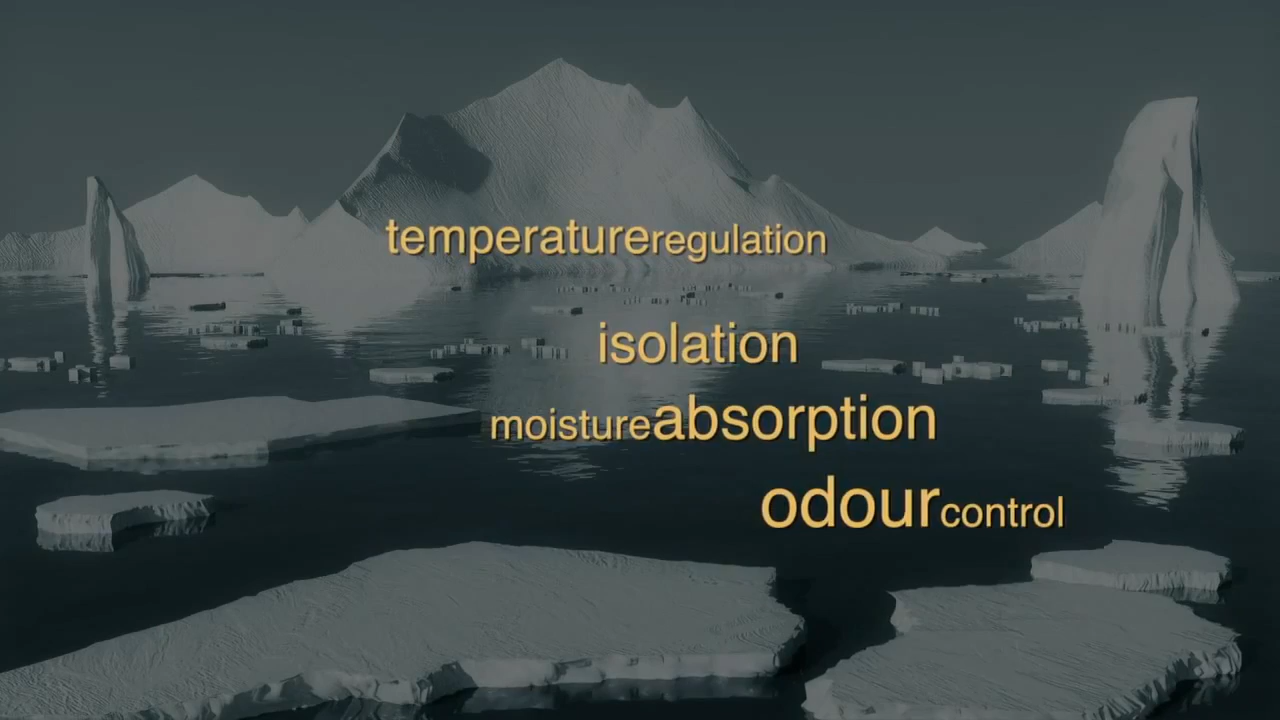 temperatureregulation
isolation
moistureabsorption
odourcontrol